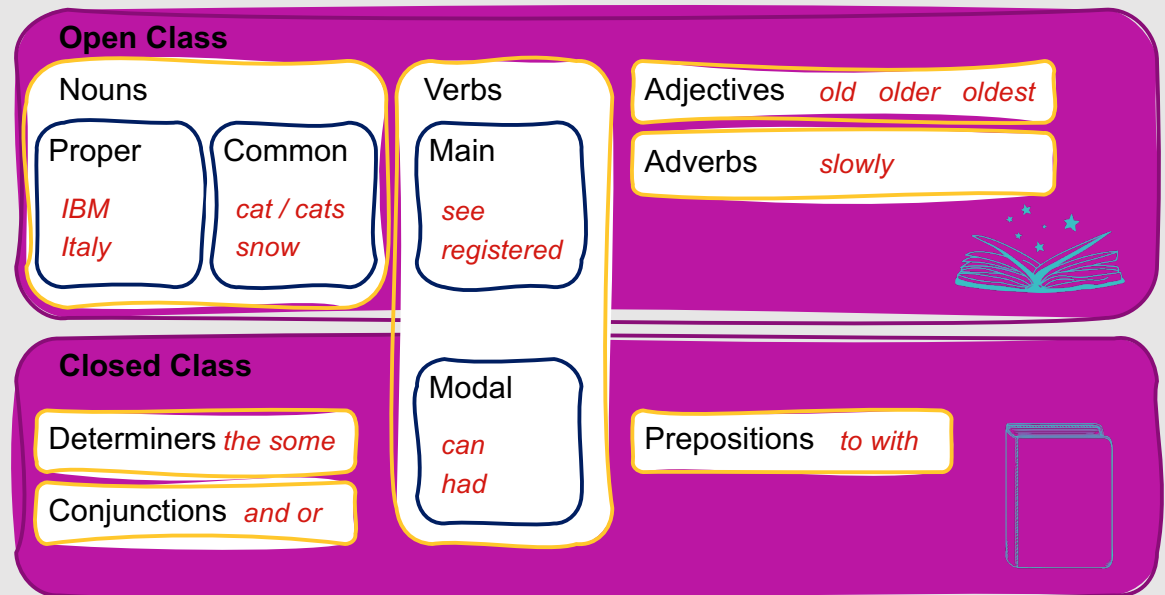 Open Class
Nouns
Proper
IBM
Italy
Common
cat / cats
snow
Verbs
Main
see
registered
Adjectives old older oldest
Adverbs slowly
Closed Class
Determiners the some
Conjunctions and or
Modal
can
had
Prepositions to with